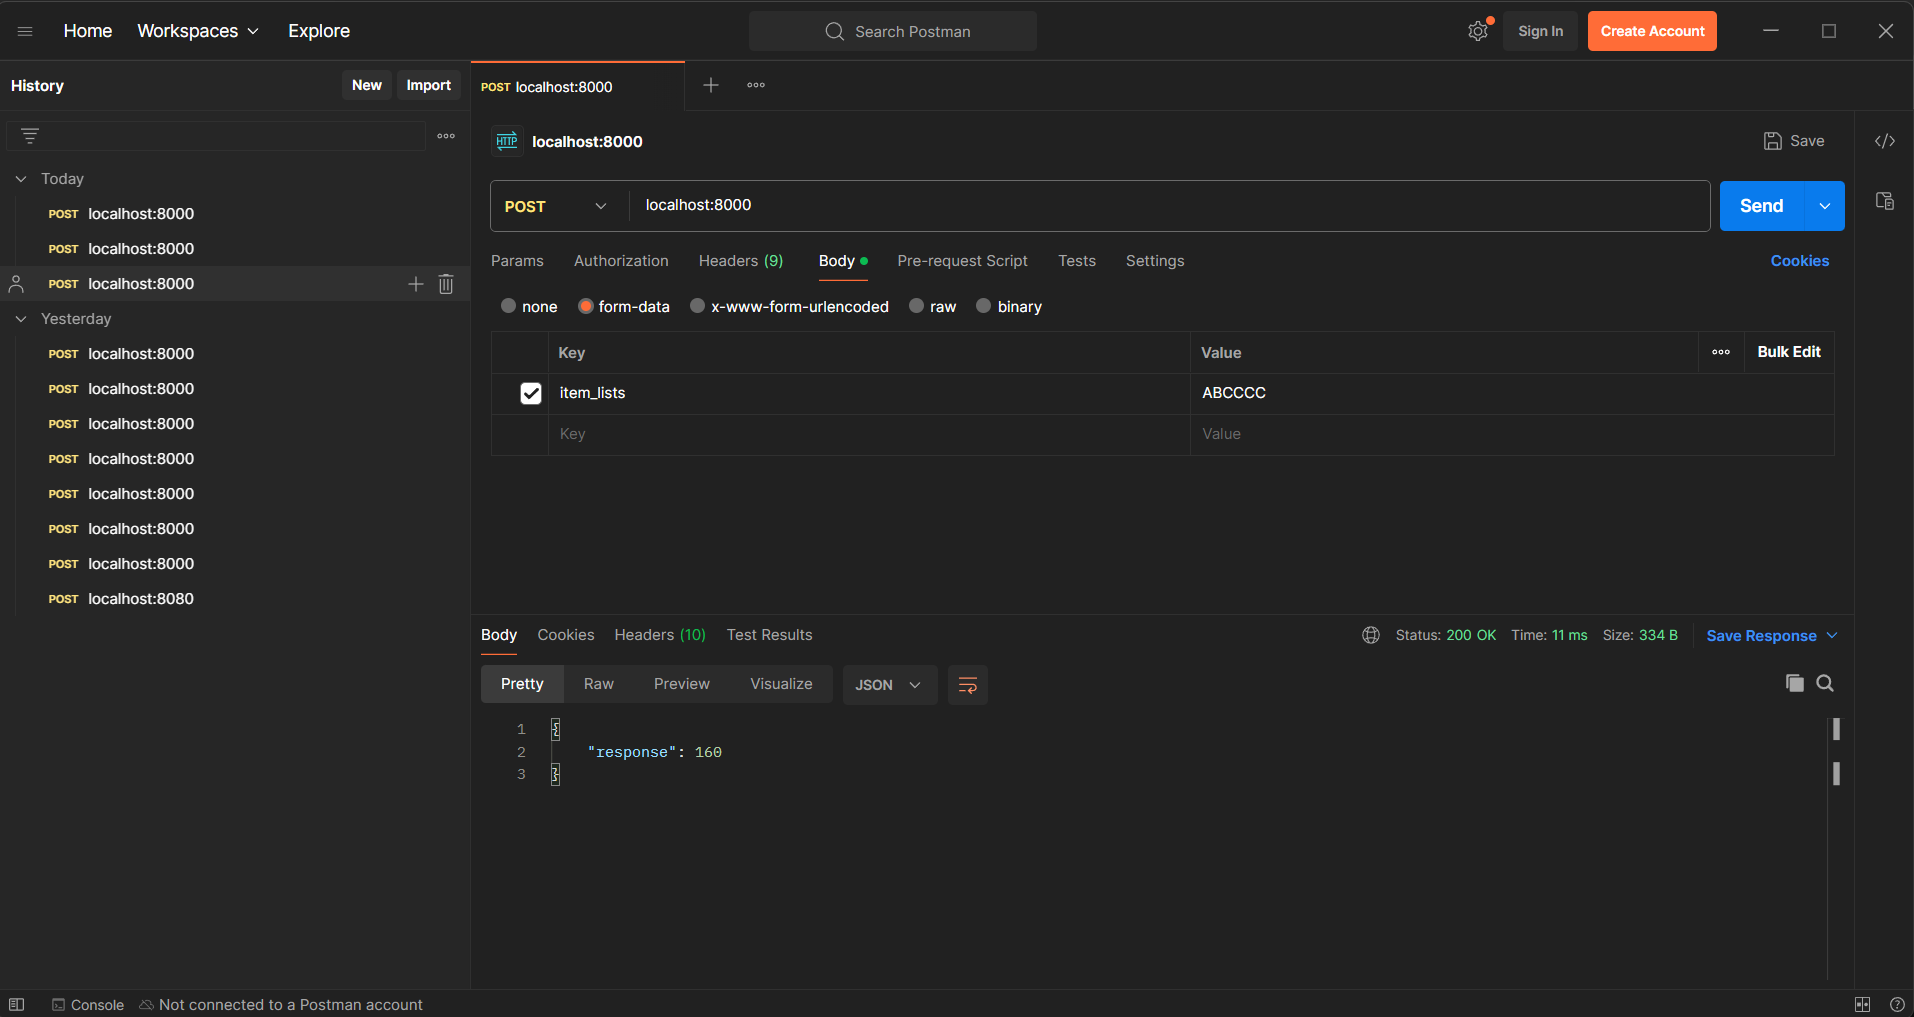 Home Workspaces Explore Search Postman Sign In Create Account
History New Import
POST localhost:8000
HTTP localhost:8000 Save
Today
POST localhost:8000
POST localhost:8000
POST localhost:8000
Yesterday
POST localhost:8000
POST localhost:8000
POST localhost:8000
POST localhost:8000
POST localhost:8000
POST localhost:8000
POST localhost:8000
POST localhost:8080
POST localhost:8000 Send
Params Authorization Headers (9) Body Pre-request Script Tests Settings Cookies
none form-data x-www-form-urlencoded raw binary
Key Value Bulk Edit
item_lists ABCCCC
Key Value
Body Cookies Headers (10) Test Results Status: 200 OK Time: 11 ms Size: 334 B Save Response
Pretty Raw Preview Visualize JSON
1 {
2 "response": 160
3 }
Console Not connected to a Postman account